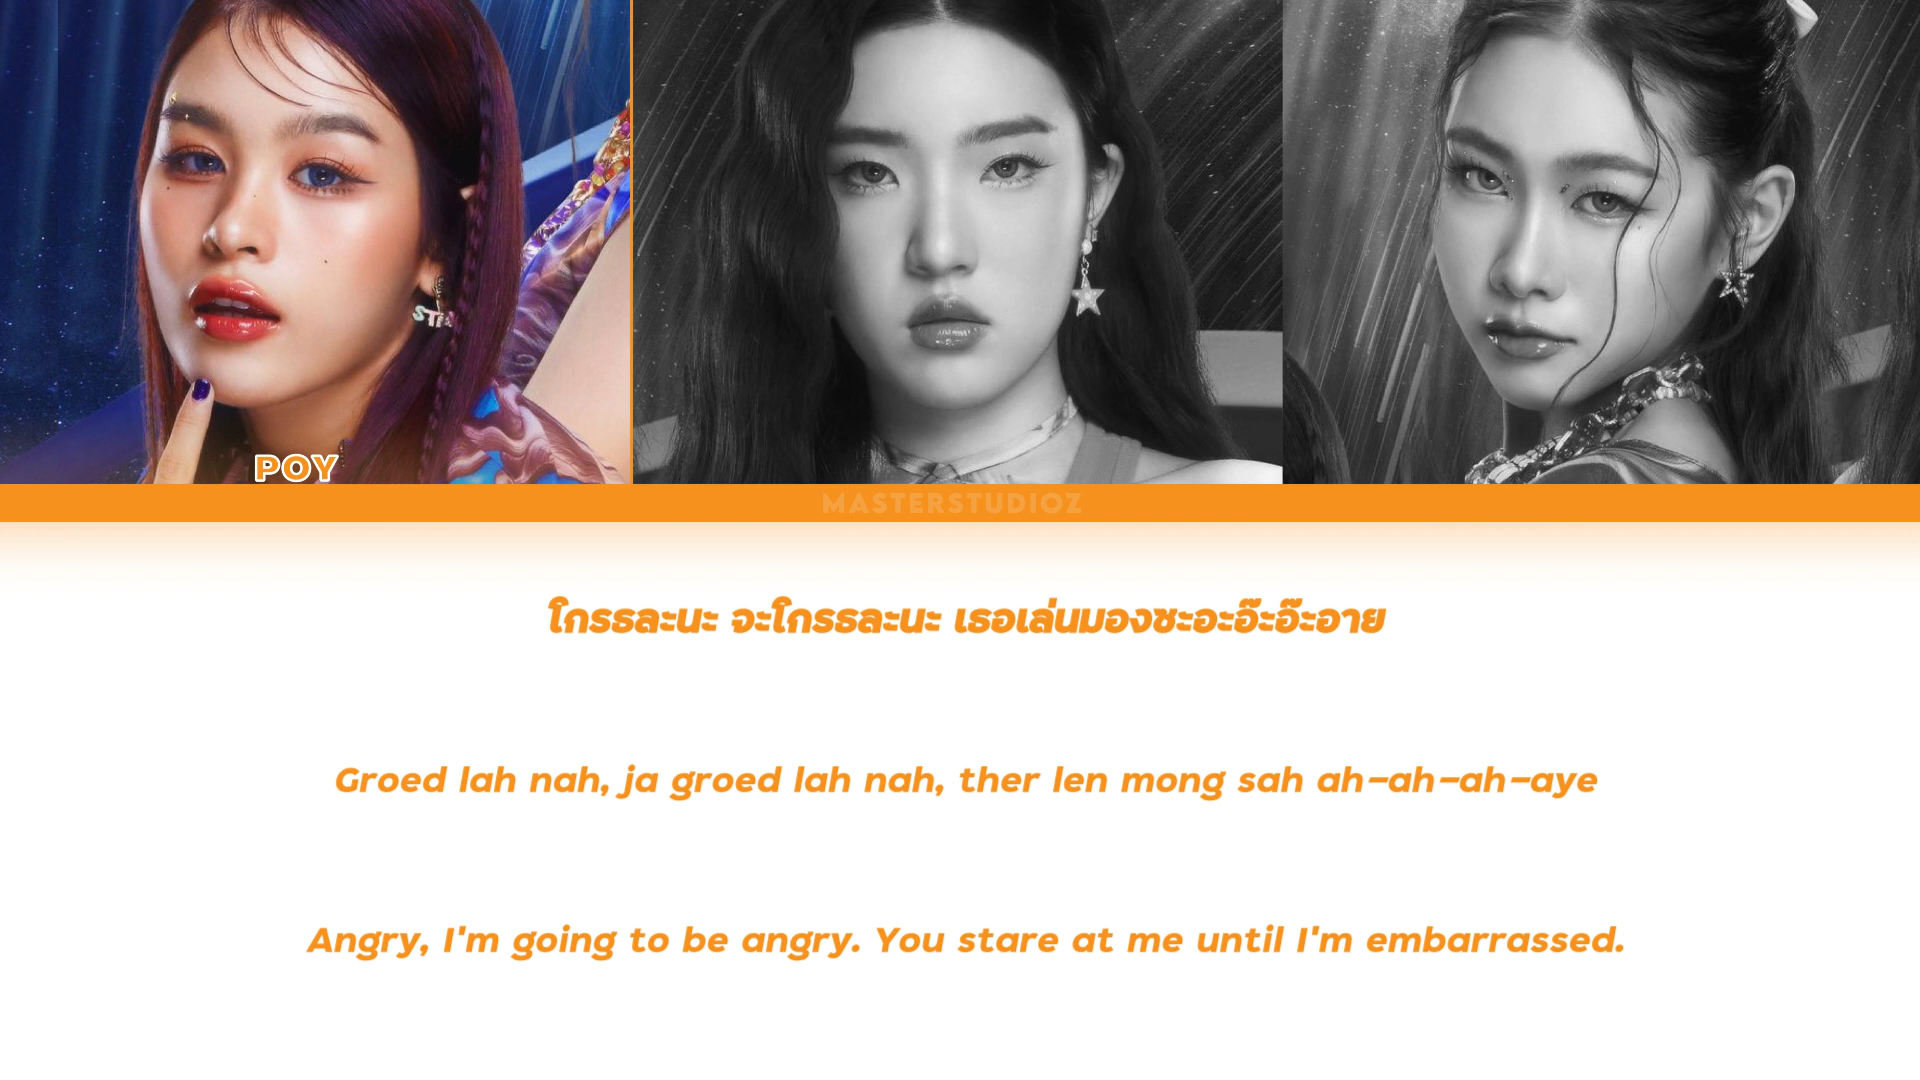 POY
MASTERSTUDIOZ
โกรธละนะ จะโกรธละนะ เธอเล่นมองซะอะอ๊ะอ๊ะอาย
Groed lah nah, ja groed lah nah, ther len mong sah ah-ah-ah-aye
Angry, I'm going to be angry. You stare at me until I'm embarrassed.